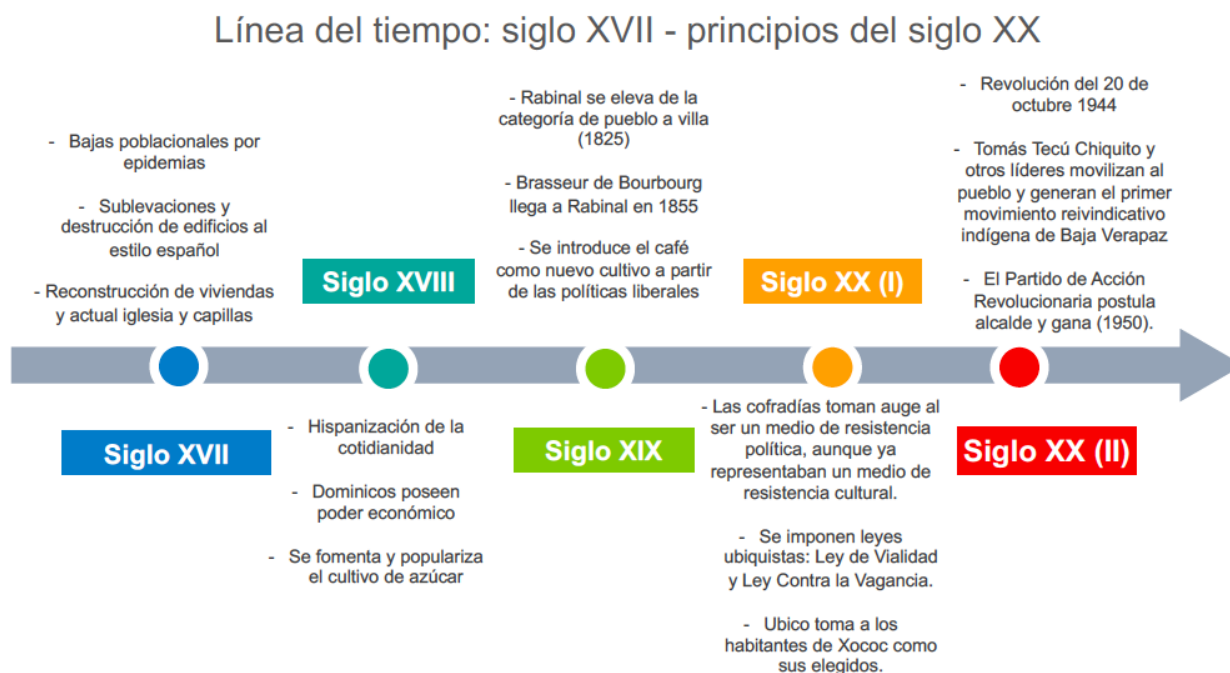 Línea del tiempo: siglo XVII - principios del siglo XX
- Bajas poblacionales por
epidemias
- Sublevaciones y
destrucción de edificios al
estilo español
- Reconstrucción de viviendas
y actual iglesia y capillas
Siglo XVII
Siglo XVIII
- Hispanización de la
cotidianidad
- Dominicos poseen
poder económico
- Se fomenta y populariza
el cultivo de azúcar
- Rabinal se eleva de la
categoría de pueblo a villa
(1825)
- Brasseur de Bourbourg
llega a Rabinal en 1855
- Se introduce el café
como nuevo cultivo a partir
de las políticas liberales
Siglo XIX
Siglo XX (I)
- Las cofradías toman auge al
ser un medio de resistencia
política, aunque ya
representaban un medio de
resistencia cultural.
- Se imponen leyes
ubiquistas: Ley de Vialidad
y Ley Contra la Vagancia.
- Ubico toma a los
habitantes de Xococ como
sus elegidos.
- Revolución del 20 de
octubre 1944
- Tomás Tecú Chiquito y
otros líderes movilizan al
pueblo y generan el primer
movimiento reivindicativo
indígena de Baja Verapaz
- El Partido de Acción
Revolucionaria postula
alcalde y gana (1950).
Siglo XX (II)